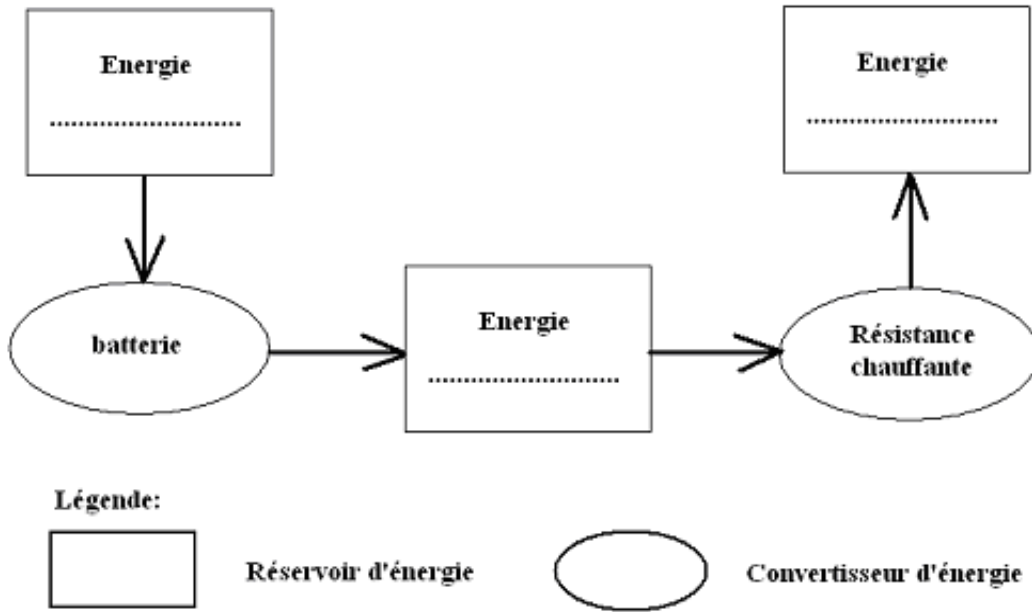 Energie
..............................
Energie
..............................
batterie
Energie
..............................
Résistance
chauffante
Légende:
Réservoir d'énergie
Convertisseur d'énergie